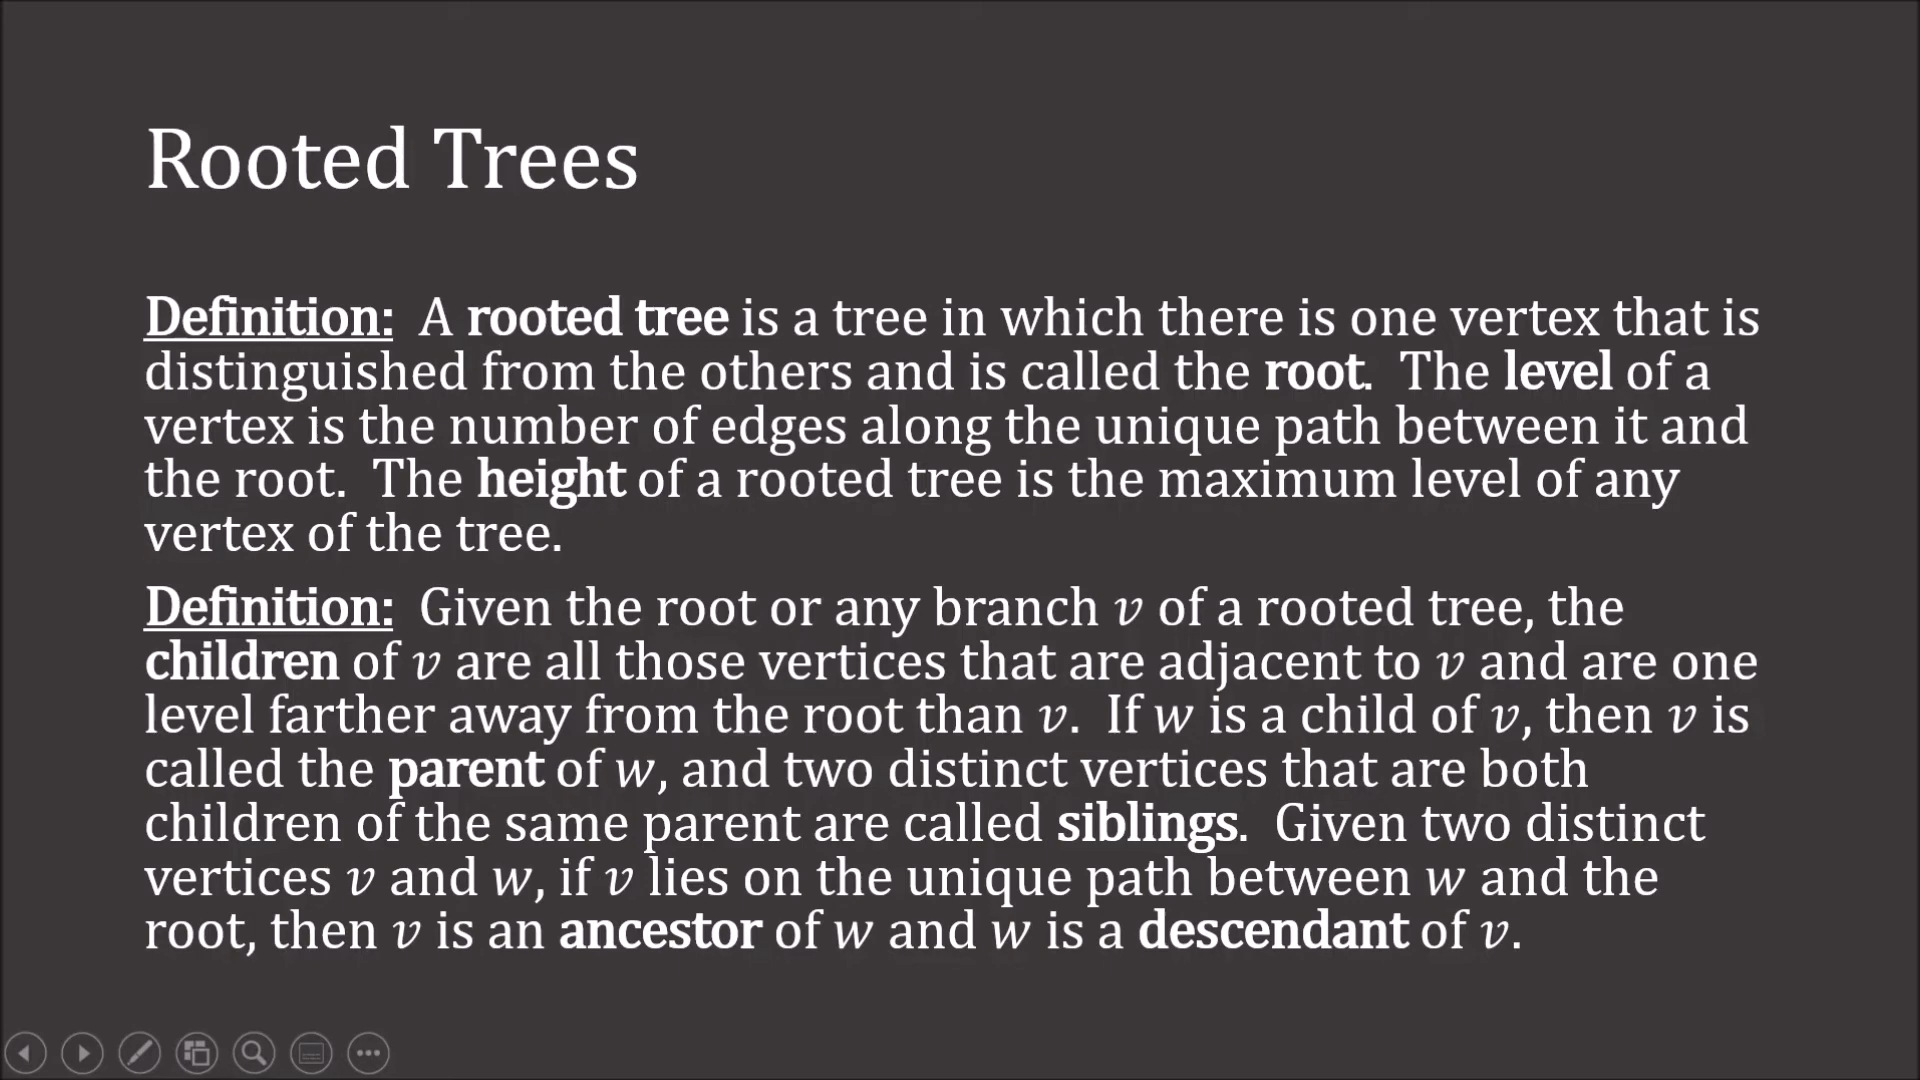 Rooted Trees
Definition: A rooted tree is a tree in which there is one vertex that is
distinguished from the others and is called the root. The level of a
vertex is the number of edges along the unique path between it and
the root. The height of a rooted tree is the maximum level of any
vertex of the tree.
Definition: Given the root or any branch 𝑣 of a rooted tree, the
children of 𝑣 are all those vertices that are adjacent to 𝑣 and are one
level farther away from the root than 𝑣. If 𝑤 is a child of 𝑣, then 𝑣 is
called the parent of 𝑤, and two distinct vertices that are both
children of the same parent are called siblings. Given two distinct
vertices 𝑣 and 𝑤, if 𝑣 lies on the unique path between 𝑤 and the
root, then 𝑣 is an ancestor of 𝑤 and 𝑤 is a descendant of 𝑣.